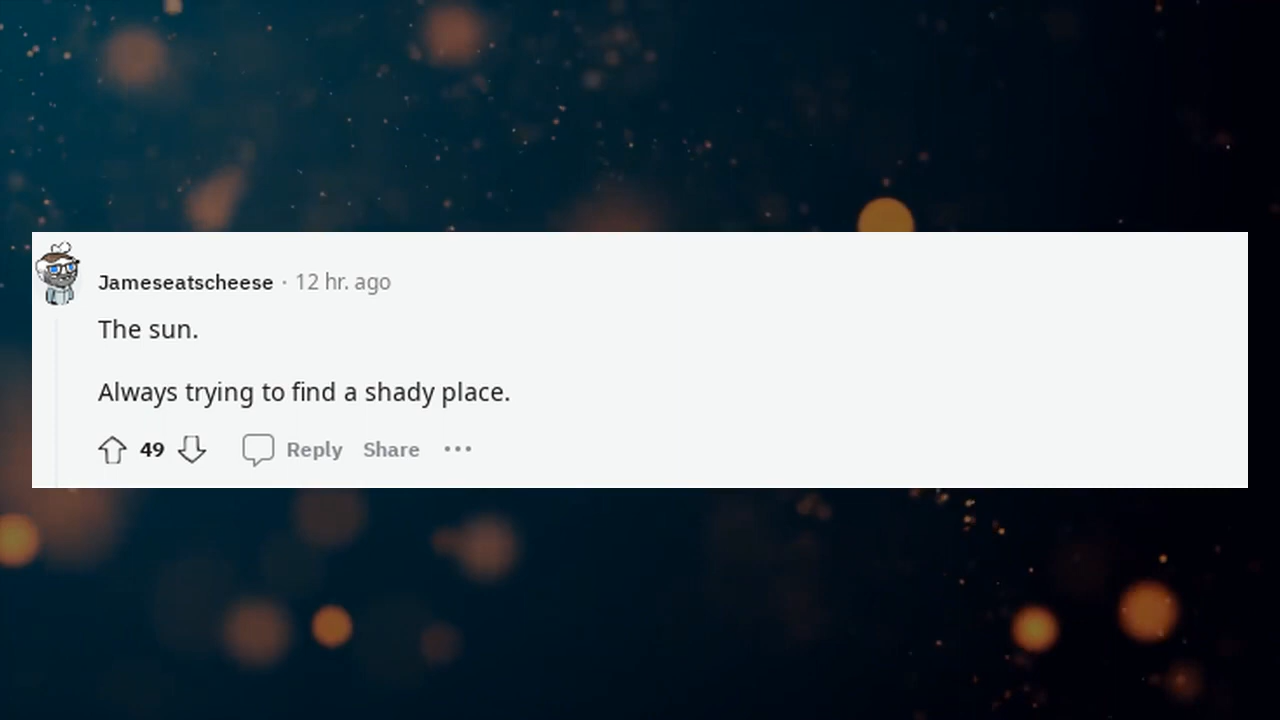 Jameseatscheese · 12 hr. ago
The sun.
Always trying to find a shady place.
49 Reply Share ···